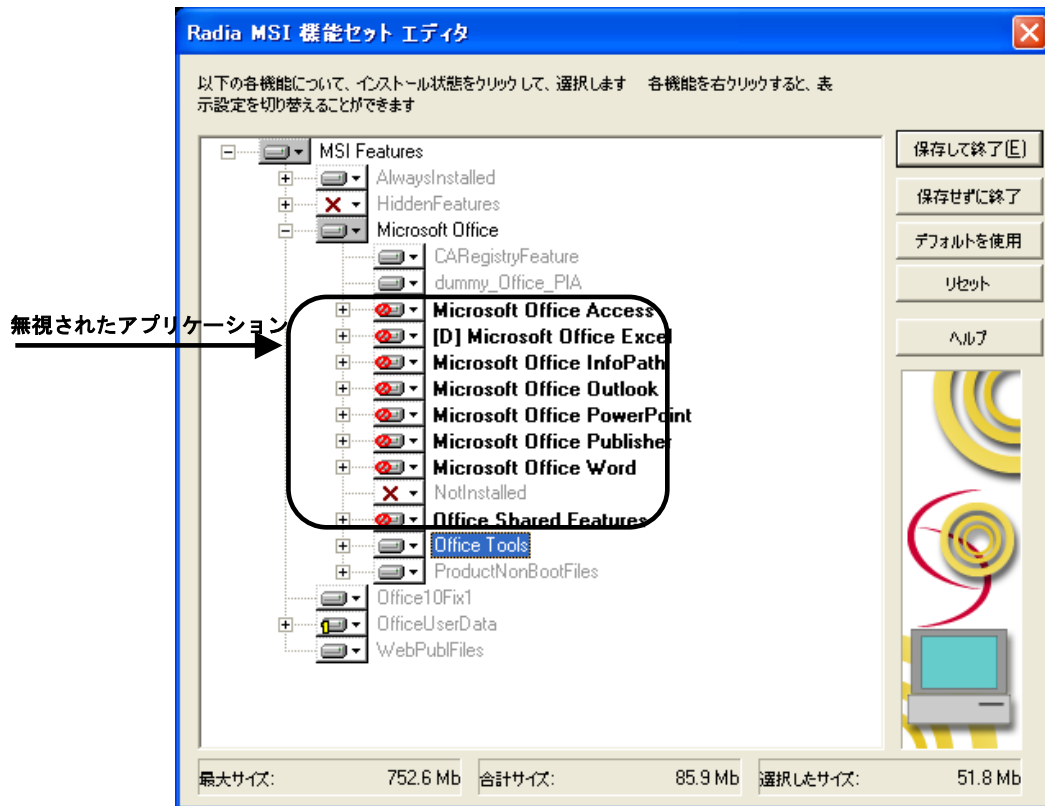 Radia MSI 機能セット エディタ
以下の各機能について、インストール状態をクリックして、選択します　各機能を右クリックすると、表
示設定を切り替えることができます
MSI Features
AlwaysInstalled
HiddenFeatures
Microsoft Office
CARegistryFeature
dummy_Office_PIA
Microsoft Office Access
[D] Microsoft Office Excel
Microsoft Office InfoPath
Microsoft Office Outlook
Microsoft Office PowerPoint
Microsoft Office Publisher
Microsoft Office Word
NotInstalled
Office Shared Features
Office Tools
ProductNonBootFiles
Office10Fix1
OfficeUserData
WebPublFiles
無視されたアプリケーション
保存して終了(E)
保存せずに終了
デフォルトを使用
リセット
ヘルプ
最大サイズ: 752.6 Mb 合計サイズ: 85.9 Mb 選択したサイズ: 51.8 Mb